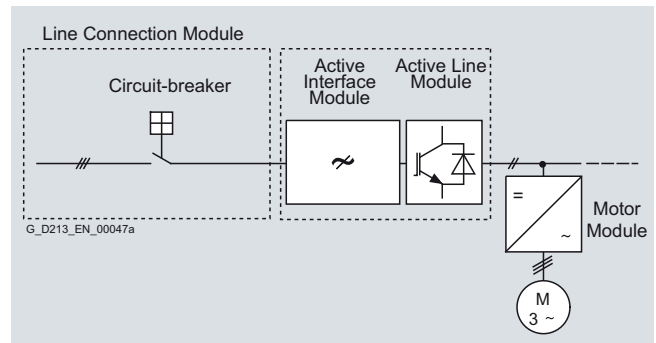 Line Connection Module
Circuit-breaker
Active
Interface
Module
Active Line
Module
=
~
Motor
Module
M
3 ~
G_D213_EN_00047a